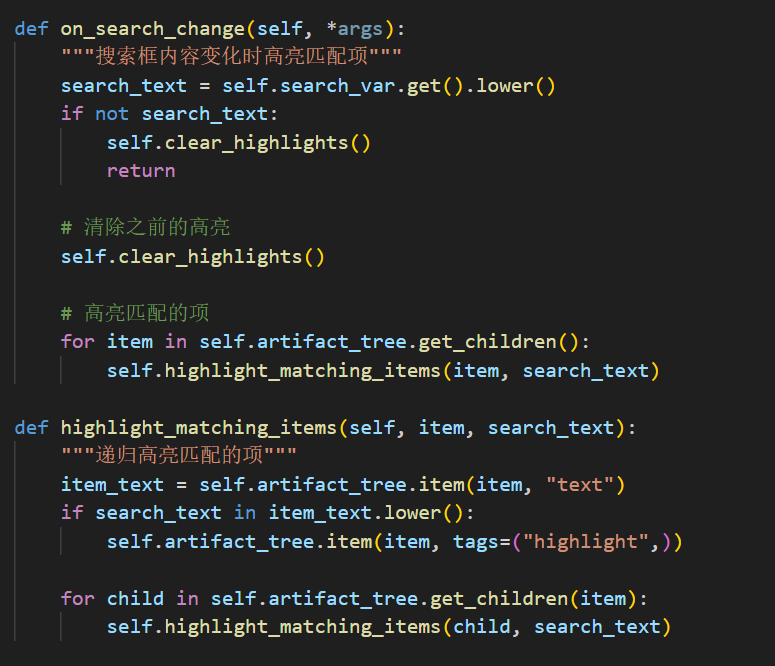 def on_search_change(self, *args):
    """搜索框内容变化时高亮匹配项"""
    search_text = self.search_var.get().lower()
    if not search_text:
        self.clear_highlights()
        return

    # 清除之前的高亮
    self.clear_highlights()

    # 高亮匹配的项
    for item in self.artifact_tree.get_children():
        self.highlight_matching_items(item, search_text)

def highlight_matching_items(self, item, search_text):
    """递归高亮匹配的项"""
    item_text = self.artifact_tree.item(item, "text")
    if search_text in item_text.lower():
        self.artifact_tree.item(item, tags=("highlight",))

    for child in self.artifact_tree.get_children(item):
        self.highlight_matching_items(child, search_text)